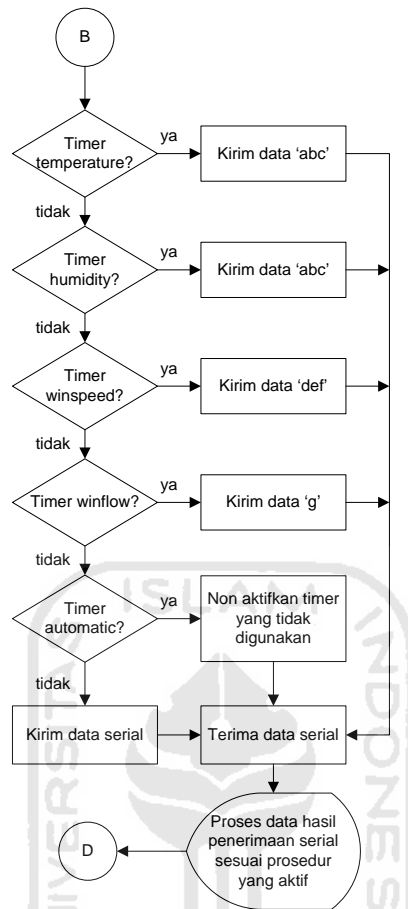 B
Timer
temperature?
ya
Kirim data ‘abc’
tidak
Timer
humidity?
ya
Kirim data ‘abc’
tidak
Timer
winspeed?
ya
Kirim data ‘def’
tidak
Timer winflow?
ya
Kirim data ‘g’
tidak
Timer
automatic?
ya
Non aktifkan timer
yang tidak
digunakan
tidak
Kirim data serial
Terima data serial
Proses data hasil
penerimaan serial
sesuai prosedur
yang aktif
D
ISLAM